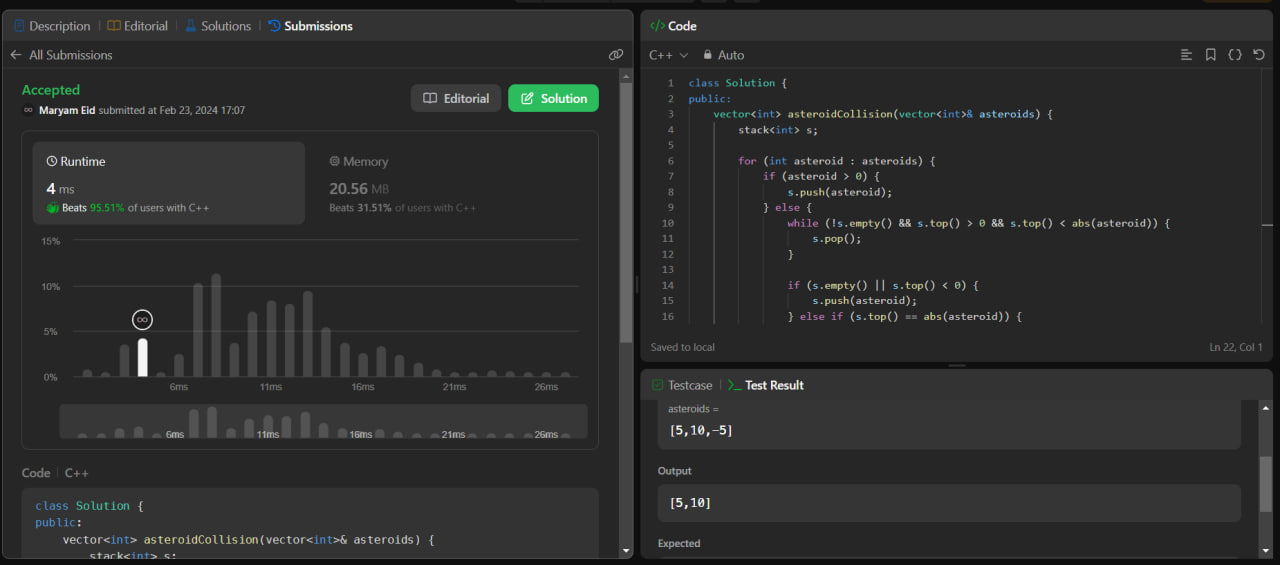 Description | Editorial | Solutions | Submissions
← All Submissions
Accepted
Maryam Eid submitted at Feb 23, 2024 17:07
Editorial
Solution
Runtime
4 ms
Beats 95.51% of users with C++
Memory
20.56 MB
Beats 31.51% of users with C++
15%
10%
5%
0%
6ms 11ms 16ms 21ms 26ms
6ms 11ms 16ms 21ms 26ms
Code | C++
class Solution {
public:
    vector<int> asteroidCollision(vector<int>& asteroids) {
        stack<int> s;
</> Code
C++ Auto
1 class Solution {
2 public:
3     vector<int> asteroidCollision(vector<int>& asteroids) {
4         stack<int> s;
5
6         for (int asteroid : asteroids) {
7             if (asteroid > 0) {
8                 s.push(asteroid);
9             } else {
10                 while (!s.empty() && s.top() > 0 && s.top() < abs(asteroid)) {
11                     s.pop();
12                 }
13
14                 if (s.empty() || s.top() < 0) {
15                     s.push(asteroid);
16                 } else if (s.top() == abs(asteroid)) {
Saved to local
Ln 22, Col 1
Testcase | >_ Test Result
asteroids =
[5,10,-5]
Output
[5,10]
Expected